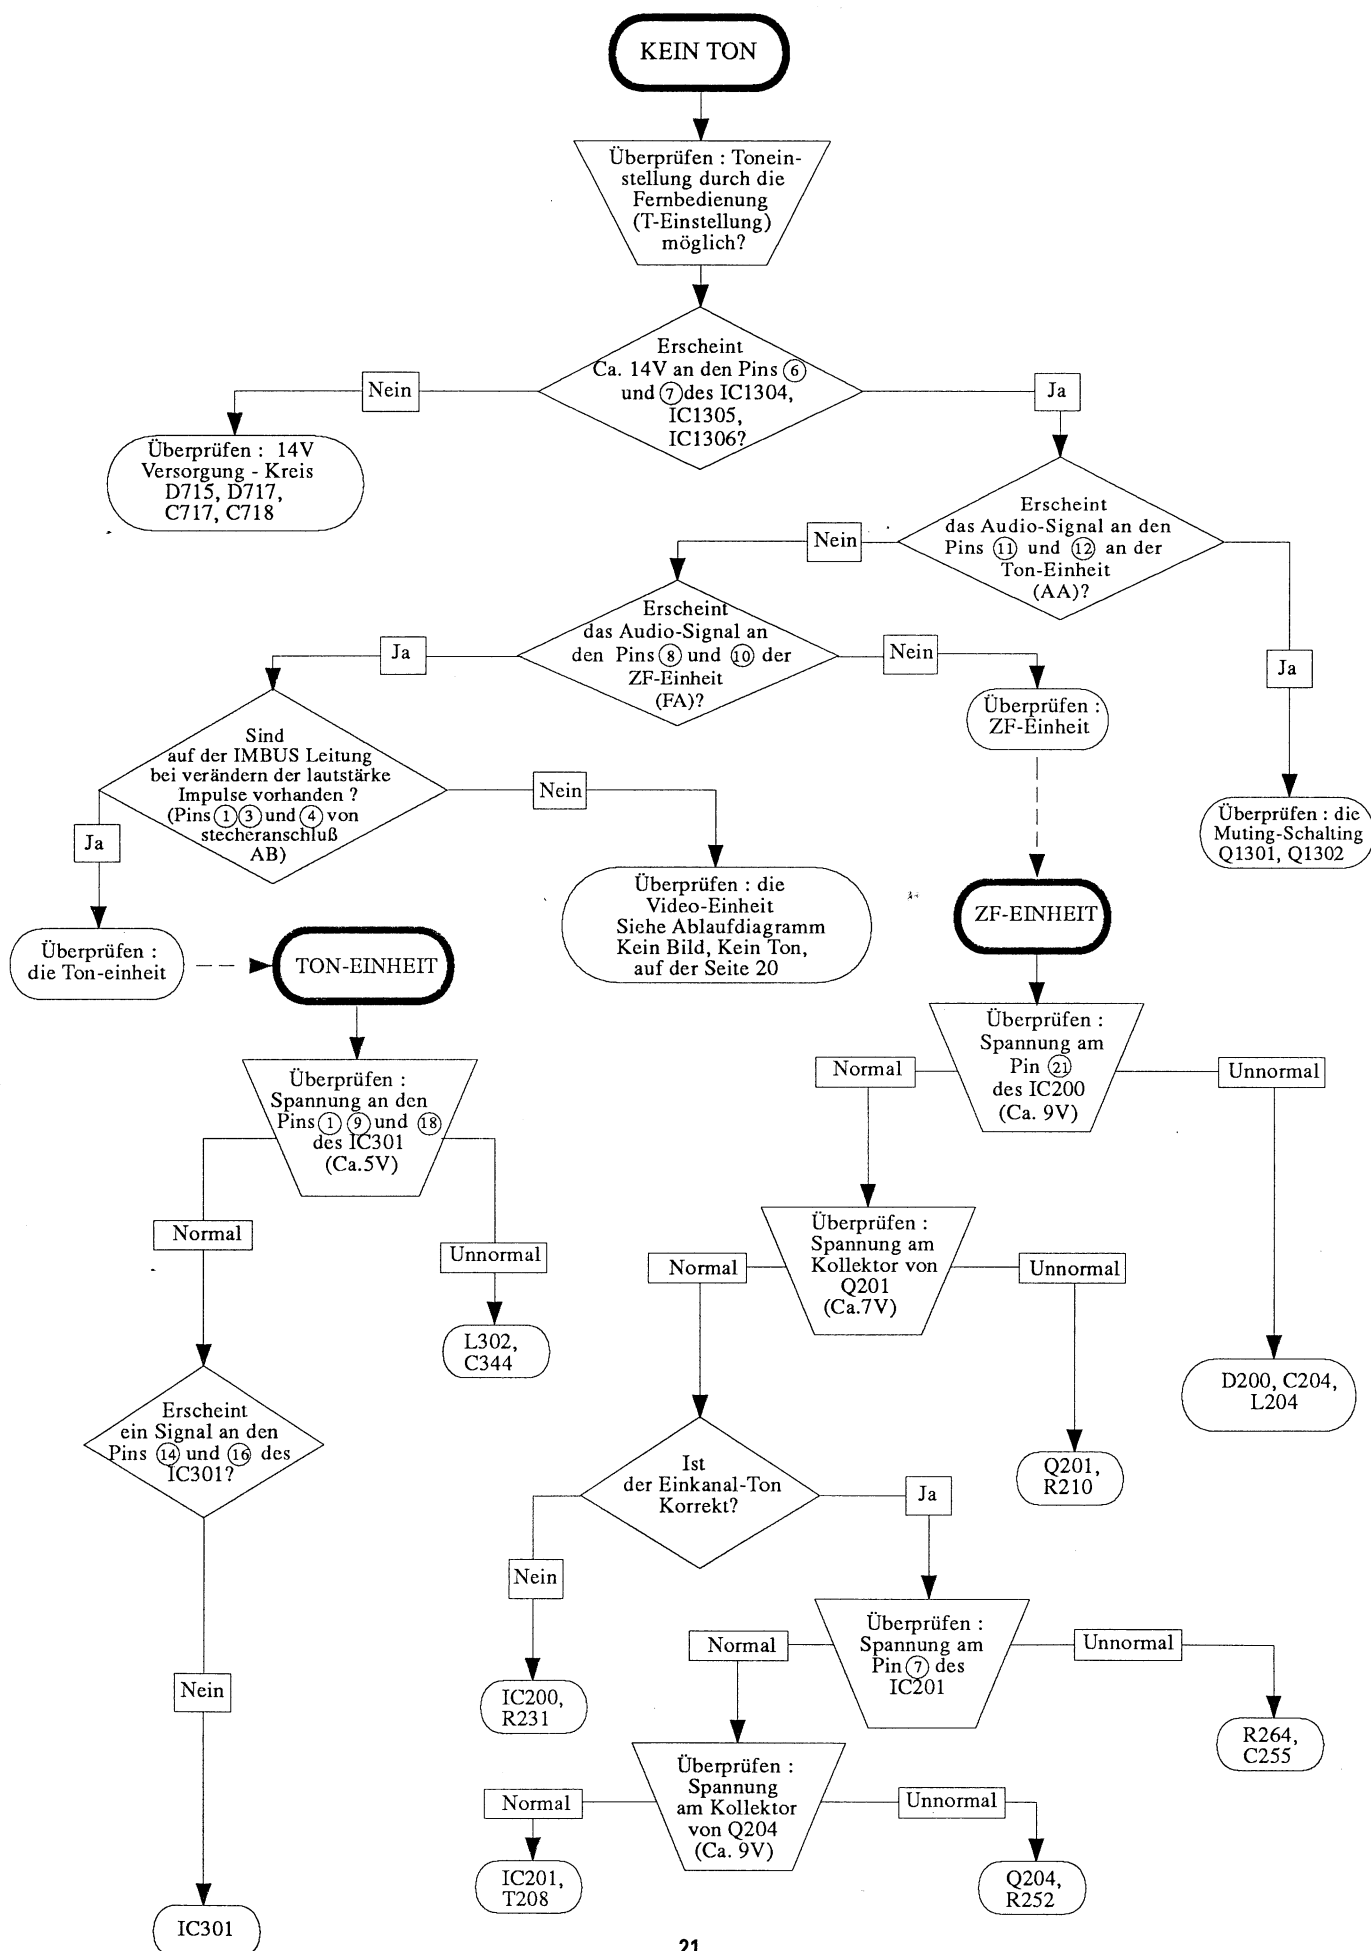 KEIN TON
Überprüfen : Tonein-
stellung durch die
Fernbedienung
(T-Einstellung)
möglich?
Erscheint
Ca. 14V an den Pins 6
und 7 des IC1304,
IC1305,
IC1306?
Nein
Ja
Überprüfen : 14V
Versorgung - Kreis
D715, D717,
C717, C718
Erscheint
das Audio-Signal an den
Pins 11 und 12 an der
Ton-Einheit
(AA)?
Nein
Ja
Erscheint
das Audio-Signal an
den Pins 8 und 10 der
ZF-Einheit
(FA)?
Ja
Nein
Überprüfen :
ZF-Einheit
Überprüfen : die
Muting-Schalting
Q1301, Q1302
Sind
auf der IMBUS Leitung
bei verändern der lautstärke
Impulse vorhanden ?
(Pins 1 3 und 4 von
stecheranschluß
AB)
Ja
Nein
Überprüfen : die
Video-Einheit
Siehe Ablaufdiagramm
Kein Bild, Kein Ton,
auf der Seite 20
Überprüfen :
die Ton-einheit
TON-EINHEIT
ZF-EINHEIT
Überprüfen :
Spannung an den
Pins 1 9 und 18
des IC301
(Ca.5V)
Normal
Unnormal
L302,
C344
Erscheint
ein Signal an den
Pins 14 und 16 des
IC301?
Nein
IC301
Überprüfen :
Spannung am
Pin 21
des IC200
(Ca. 9V)
Normal
Unnormal
D200, C204,
L204
Überprüfen :
Spannung am
Kollektor von
Q201
(Ca.7V)
Normal
Unnormal
Q201,
R210
Ist
der Einkanal-Ton
Korrekt?
Nein
Ja
IC200,
R231
Überprüfen :
Spannung am
Pin 7 des
IC201
Normal
Unnormal
R264,
C255
Überprüfen :
Spannung
am Kollektor
von Q204
(Ca. 9V)
Normal
Unnormal
IC201,
T208
Q204,
R252
21